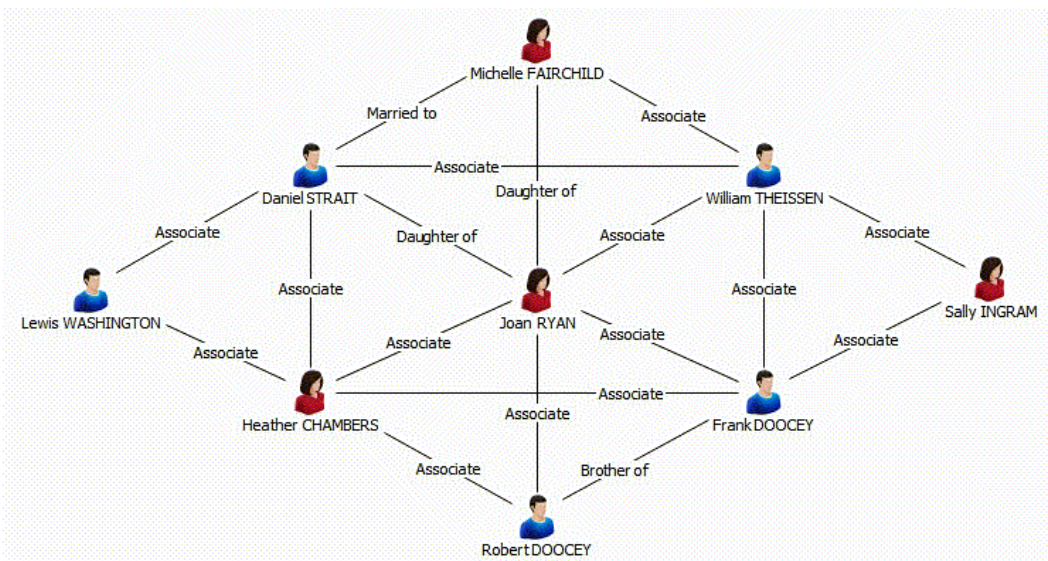 Michelle FAIRCHILD
Married to
Associate
Associate
Daughter of
Daniel STRAIT
William THEISSEN
Associate
Daughter of
Associate
Associate
Associate
Associate
Lewis WASHINGTON
Joan RYAN
Sally INGRAM
Associate
Associate
Associate
Associate
Associate
Associate
Heather CHAMBERS
Frank DOOCEY
Associate
Brother of
Robert DOOCEY